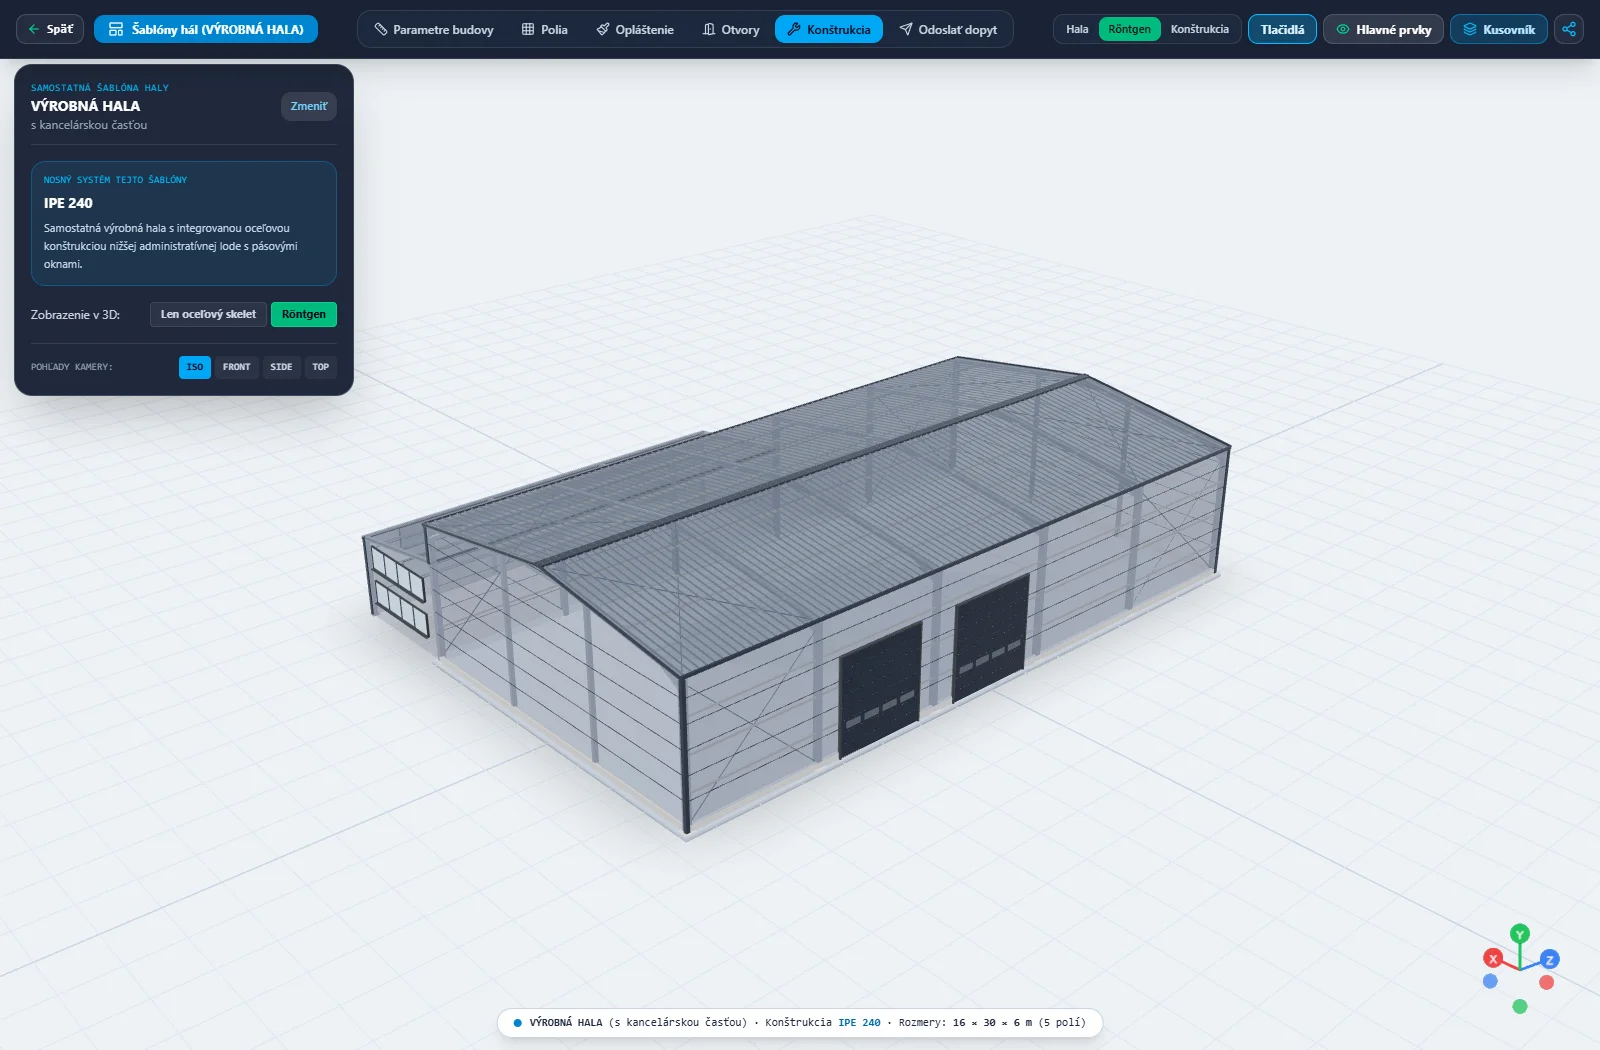 Späť
Šablóny hál (VÝROBNÁ HALA)
Parametre budovy
Polia
Opláštenie
Otvory
Konštrukcia
Odoslať dopyt
Hala
Röntgen
Konštrukcia
Tlačidlá
Hlavné prvky
Kusovník
SAMOSTATNÁ ŠABLÓNA HALY
VÝROBNÁ HALA
s kancelárskou časťou
Zmeniť
NOSNÝ SYSTÉM TEJTO ŠABLÓNY
IPE 240
Samostatná výrobná hala s integrovanou oceľovou
konštrukciou nižšej administratívnej lode s pásovými
oknami.
Zobrazenie v 3D:
Len oceľový skelet
Röntgen
POHĽADY KAMERY:
ISO
FRONT
SIDE
TOP
Y
X
Z
VÝROBNÁ HALA (s kancelárskou časťou) · Konštrukcia IPE 240 · Rozmery: 16 × 30 × 6 m (5 polí)